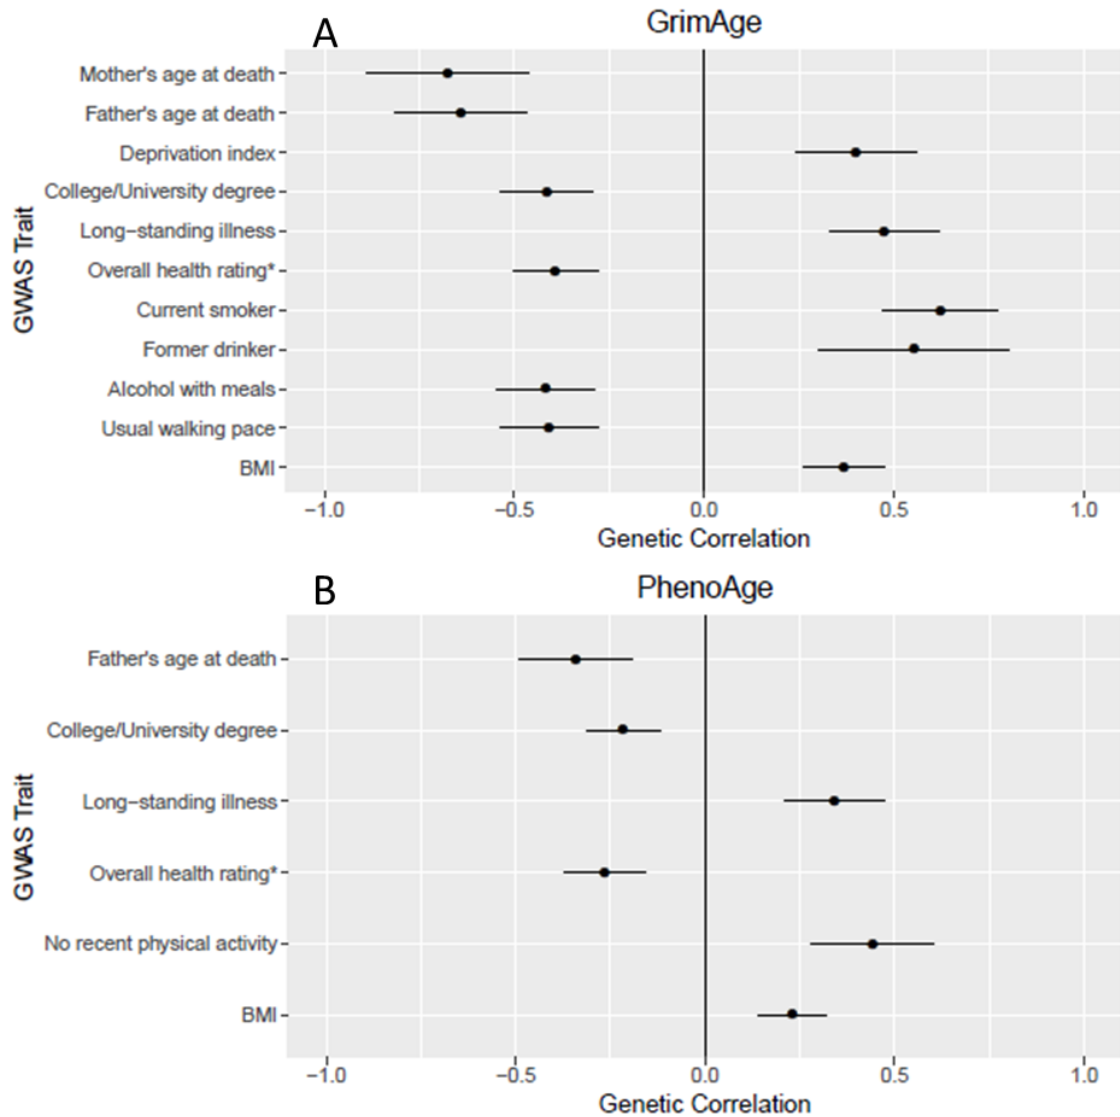 A
GrimAge
GWAS Trait
Mother's age at death
Father's age at death
Deprivation index
College/University degree
Long−standing illness
Overall health rating*
Current smoker
Former drinker
Alcohol with meals
Usual walking pace
BMI
−1.0 −0.5 0.0 0.5 1.0
Genetic Correlation
B
PhenoAge
GWAS Trait
Father's age at death
College/University degree
Long−standing illness
Overall health rating*
No recent physical activity
BMI
−1.0 −0.5 0.0 0.5 1.0
Genetic Correlation